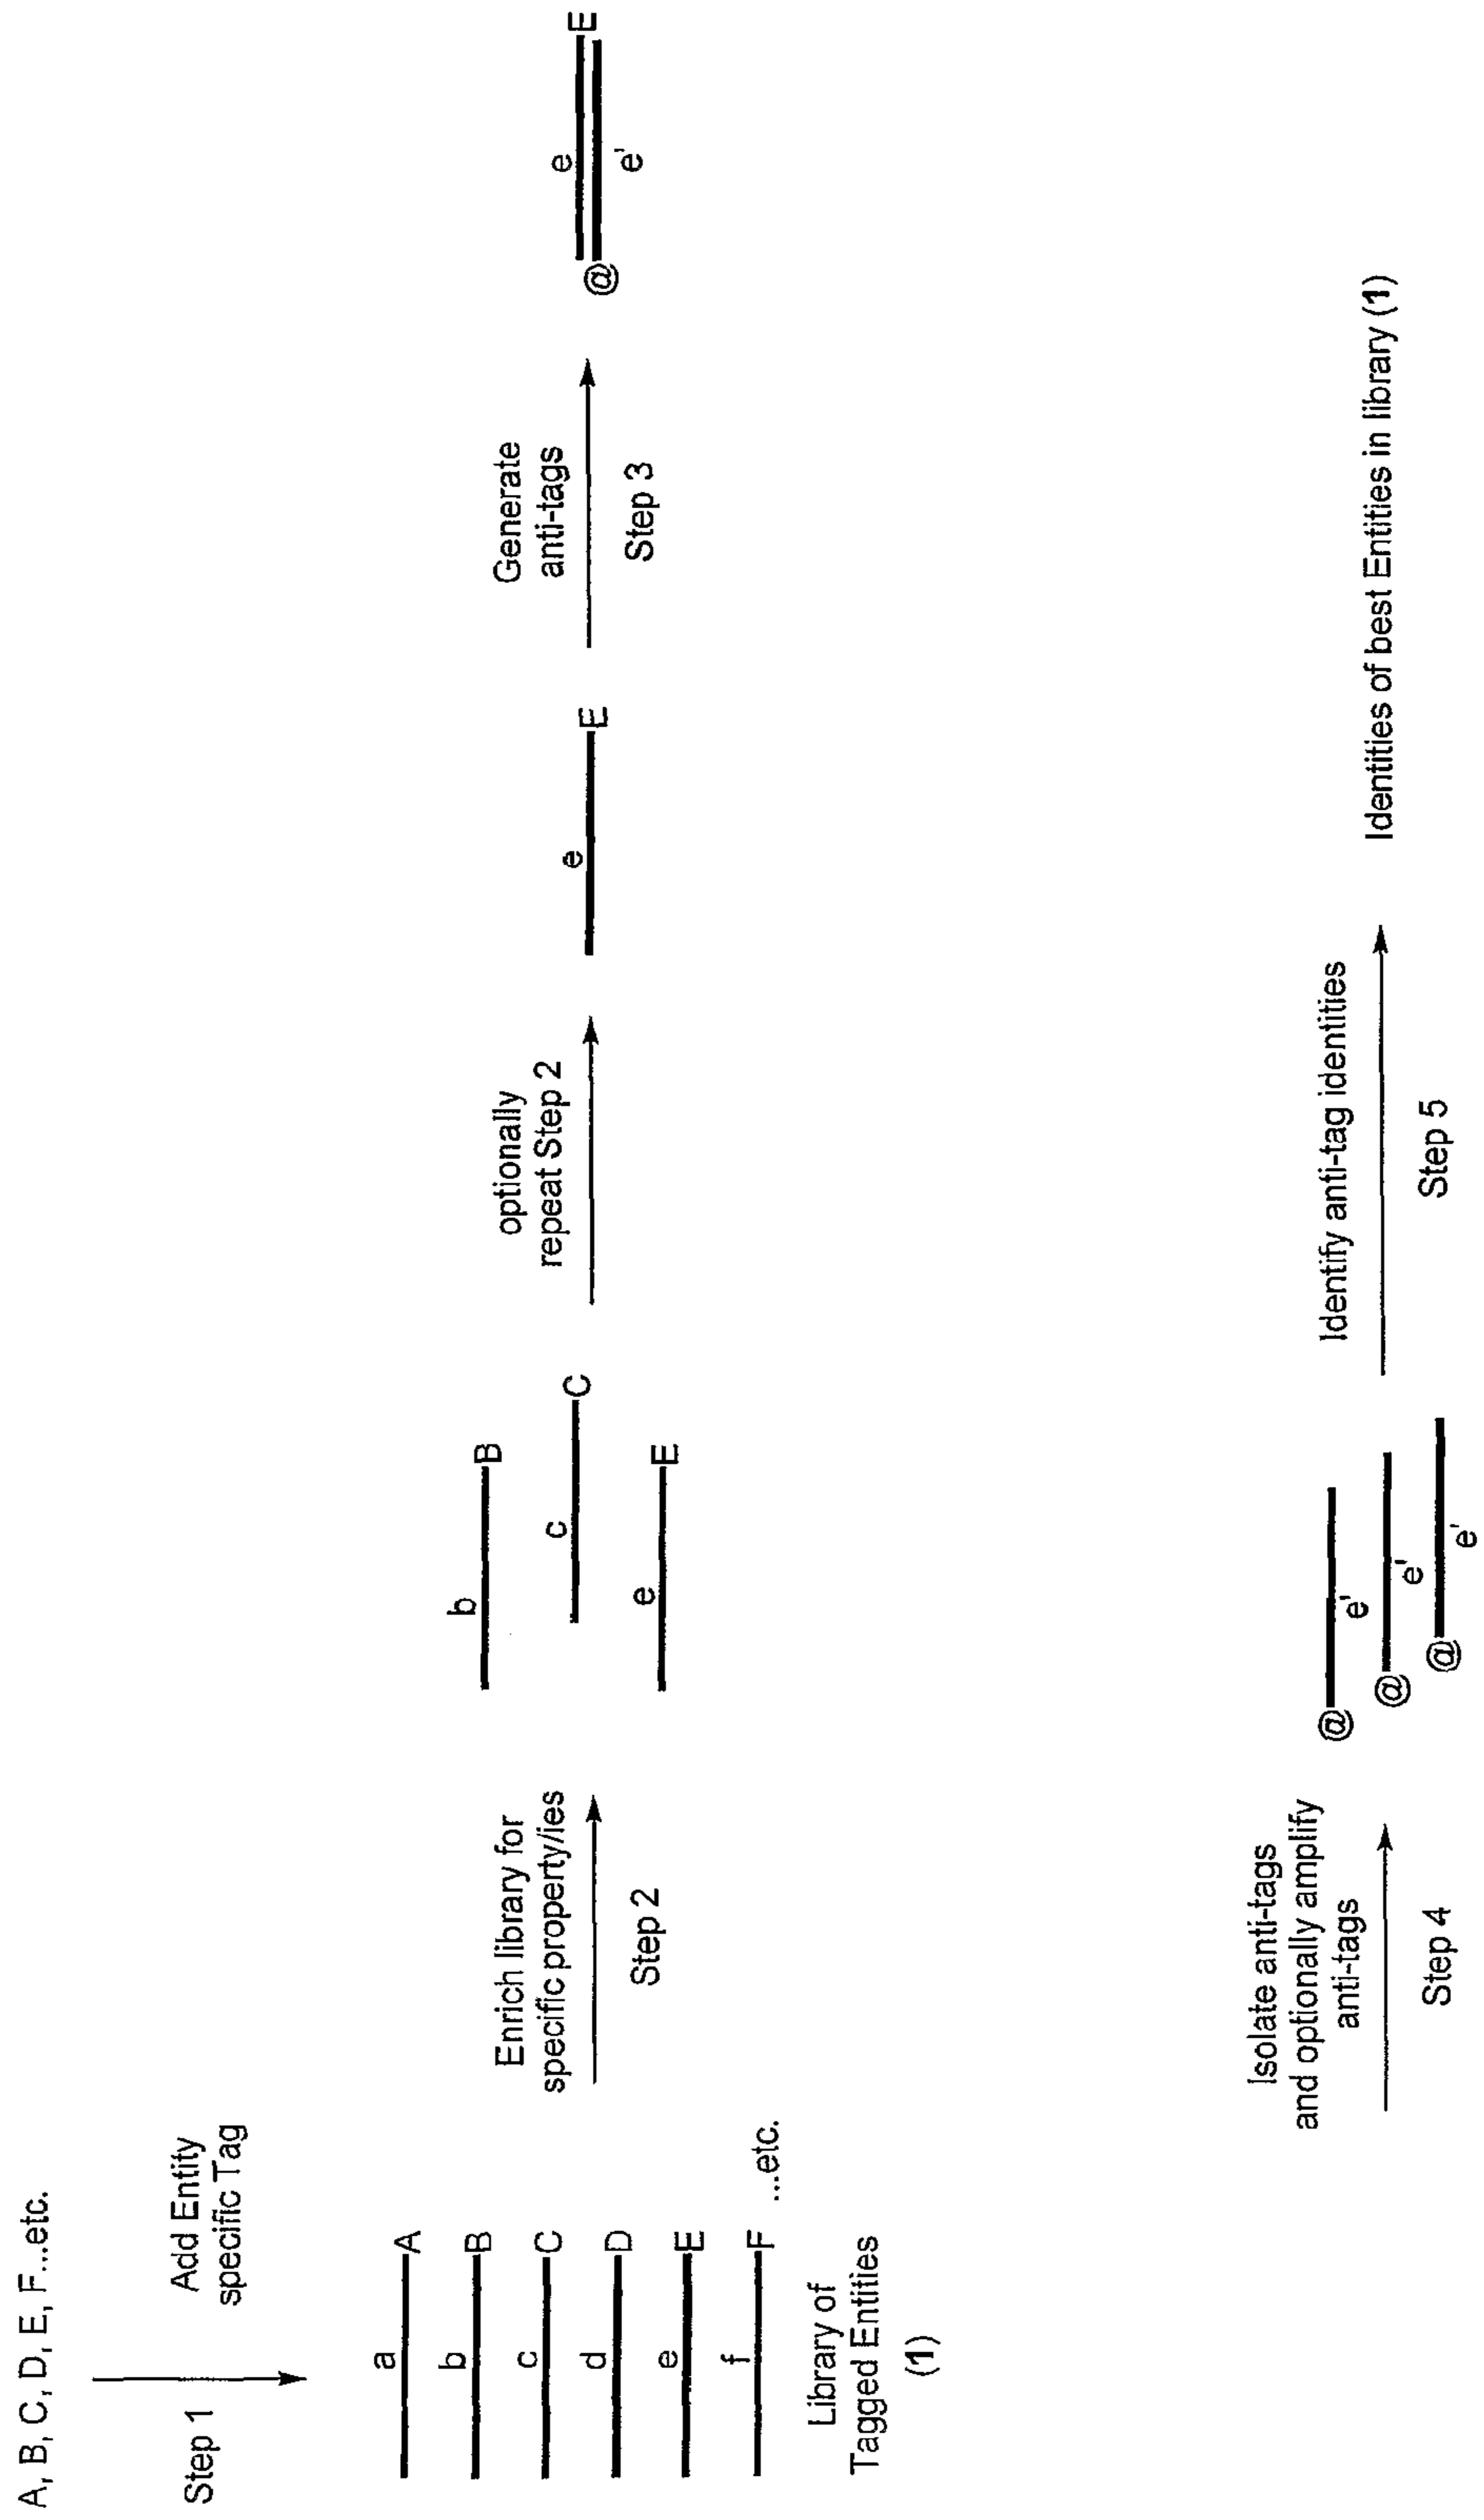 A, B, C, D, E, F...etc.
Step 1
Add Entity
specific Tag
a
A
b
B
c
C
d
D
e
E
f
F
...etc.
Library of
Tagged Entities
(1)
Enrich library for
specific property/ies
Step 2
b
B
c
C
e
E
optionally
repeat Step 2
e
E
Generate
anti-tags
Step 3
e
E
@
e'
Isolate anti-tags
and optionally amplify
anti-tags
Step 4
@
e'
@
e'
@
e'
Identify anti-tag identities
Step 5
Identities of best Entities in library (1)